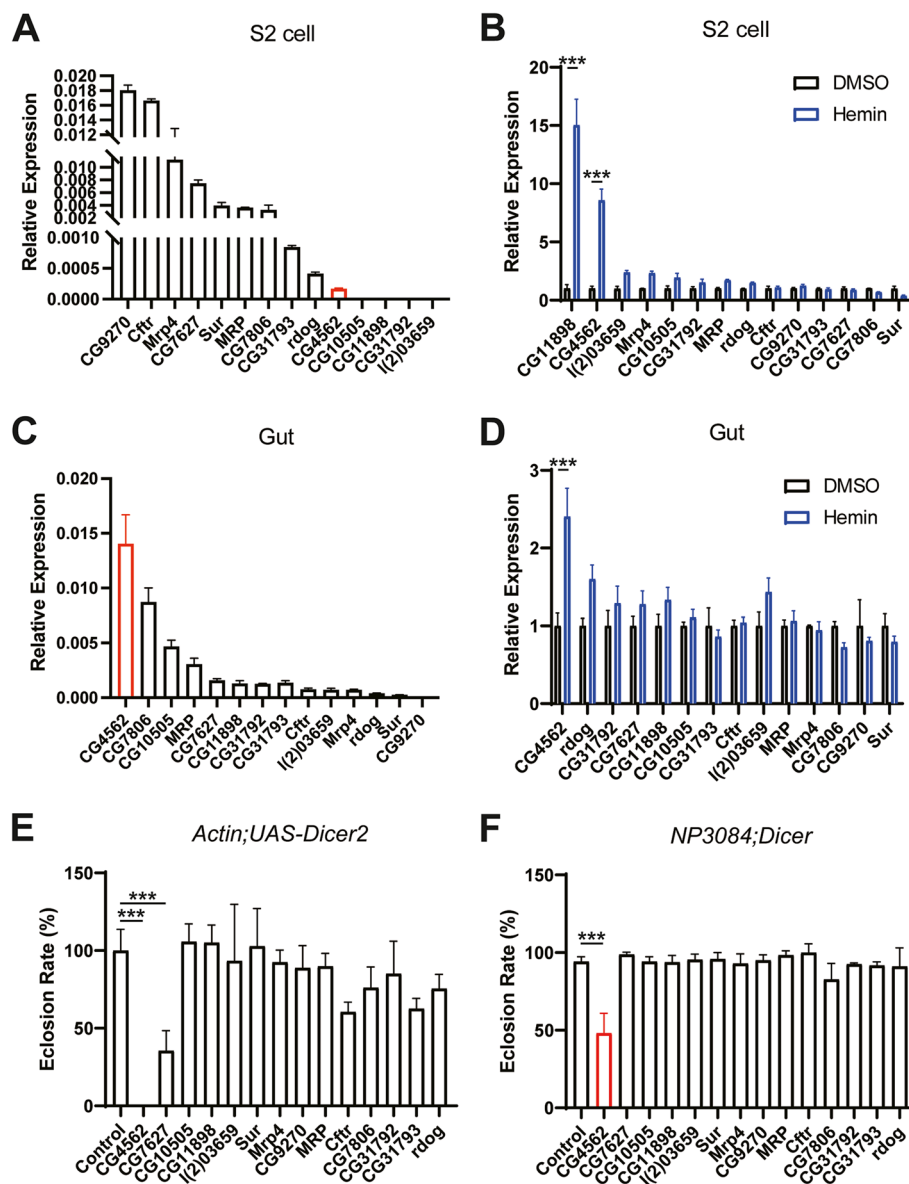 A
S2 cell
Relative Expression
0.020
0.018
0.016
0.014
0.012
0.010
0.008
0.006
0.004
0.002
0.0010
0.0005
0.0000
CG9270
Cftr
Mrp4
CG7627
Sur
MRP
CG7806
CG31793
rdog
CG4562
CG10505
CG11898
CG31792
l(2)03659
B
S2 cell
Relative Expression
20
15
10
5
2
0
***
***
DMSO
Hemin
CG11898
CG4562
l(2)03659
Mrp4
CG10505
CG31792
MRP
rdog
Cftr
CG9270
CG31793
CG7627
CG7806
Sur
C
Gut
Relative Expression
0.020
0.015
0.010
0.005
0.000
CG4562
CG7806
CG10505
MRP
CG7627
CG11898
CG31792
CG31793
Cftr
l(2)03659
Mrp4
rdog
Sur
CG9270
D
Gut
Relative Expression
3
2
1
0
***
DMSO
Hemin
CG4562
rdog
CG31792
CG7627
CG11898
CG10505
CG31793
Cftr
l(2)03659
MRP
Mrp4
CG7806
CG9270
Sur
E
Actin;UAS-Dicer2
Eclosion Rate (%)
150
100
50
0
***
***
Control
CG4562
CG7627
CG10505
CG11898
l(2)03659
Sur
Mrp4
CG9270
MRP
Cftr
CG7806
CG31792
CG31793
rdog
F
NP3084;Dicer
Eclosion Rate (%)
150
100
50
0
***
Control
CG4562
CG7627
CG10505
CG11898
l(2)03659
Sur
Mrp4
CG9270
MRP
Cftr
CG7806
CG31792
CG31793
rdog